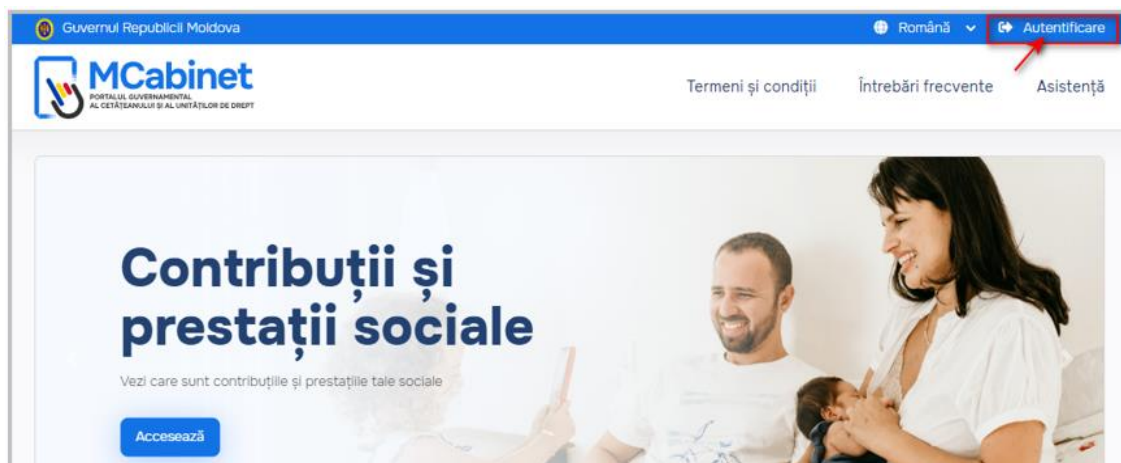 Guvernul Republicii Moldova
Română
Autentificare
MCabinet
PORTALUL GUVERNAMENTAL
AL CETĂȚEANULUI ȘI AL UNITĂȚILOR DE DREPT
Termeni și condiții
Întrebări frecvente
Asistență
Contribuții și
prestații sociale
Vezi care sunt contribuțiile și prestațiile tale sociale
Accesează